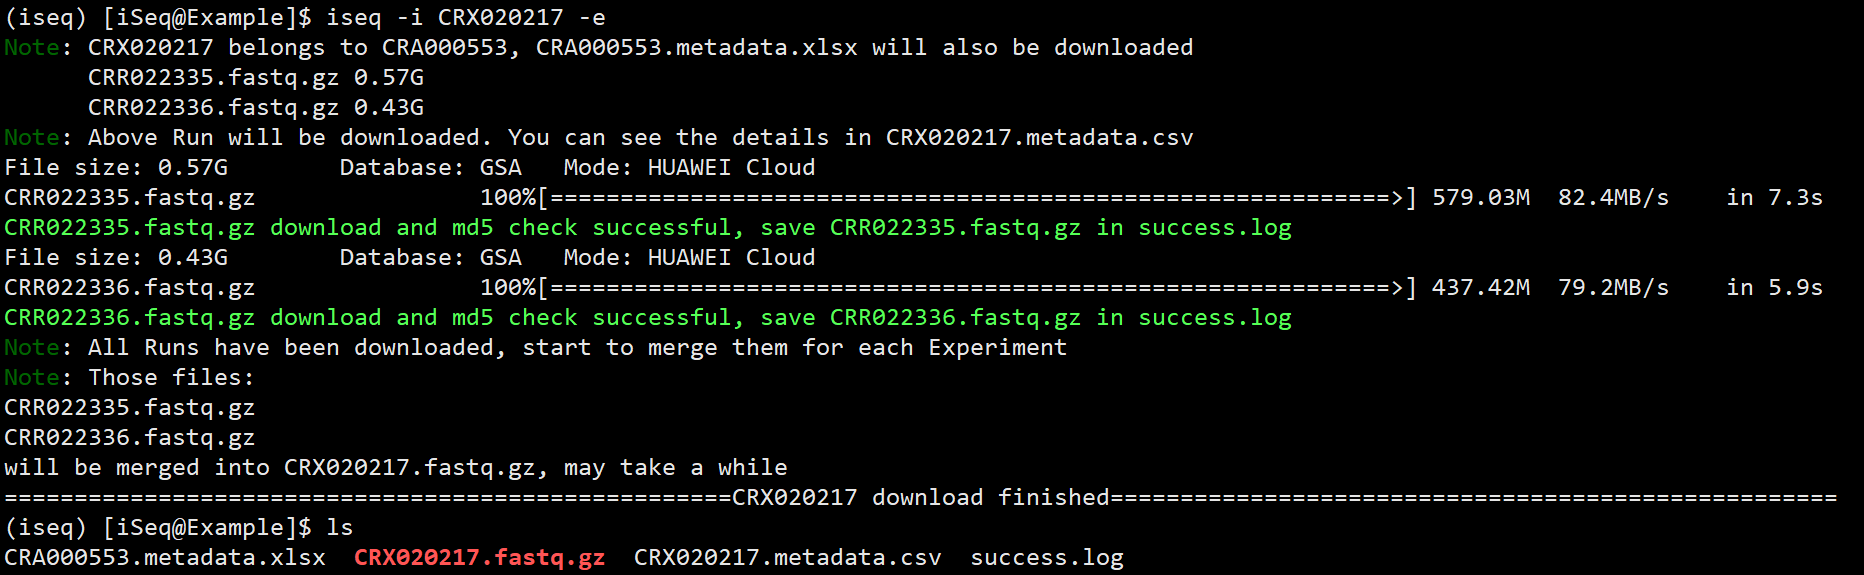 (iseq) [iSeq@Example]$ iseq -i CRX020217 -e
Note: CRX020217 belongs to CRA000553, CRA000553.metadata.xlsx will also be downloaded
      CRR022335.fastq.gz 0.57G
      CRR022336.fastq.gz 0.43G
Note: Above Run will be downloaded. You can see the details in CRX020217.metadata.csv
File size: 0.57G        Database: GSA   Mode: HUAWEI Cloud
CRR022335.fastq.gz                100%[============================================================>] 579.03M  82.4MB/s    in 7.3s
CRR022335.fastq.gz download and md5 check successful, save CRR022335.fastq.gz in success.log
File size: 0.43G        Database: GSA   Mode: HUAWEI Cloud
CRR022336.fastq.gz                100%[============================================================>] 437.42M  79.2MB/s    in 5.9s
CRR022336.fastq.gz download and md5 check successful, save CRR022336.fastq.gz in success.log
Note: All Runs have been downloaded, start to merge them for each Experiment
Note: Those files:
CRR022335.fastq.gz
CRR022336.fastq.gz
will be merged into CRX020217.fastq.gz, may take a while
====================================================CRX020217 download finished====================================================
(iseq) [iSeq@Example]$ ls
CRA000553.metadata.xlsx  CRX020217.fastq.gz  CRX020217.metadata.csv  success.log